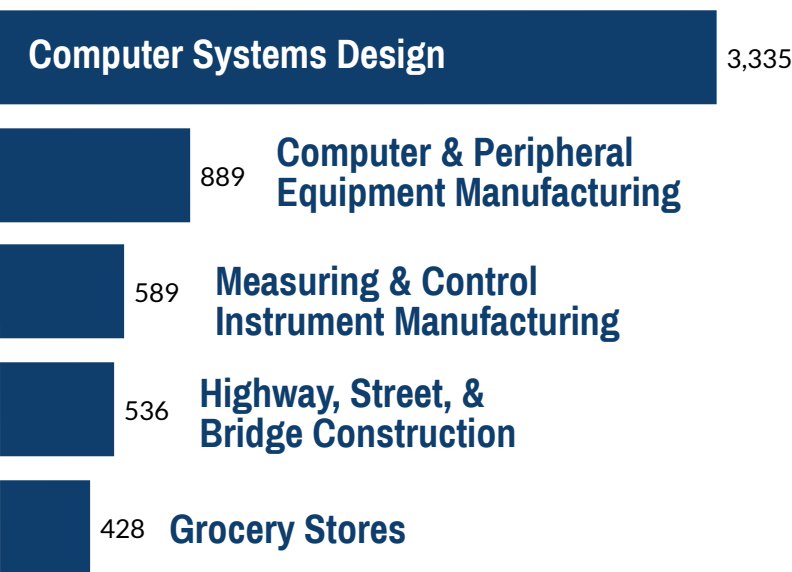 Computer Systems Design
3,335
889
Computer & Peripheral
Equipment Manufacturing
589
Measuring & Control
Instrument Manufacturing
536
Highway, Street, &
Bridge Construction
428
Grocery Stores